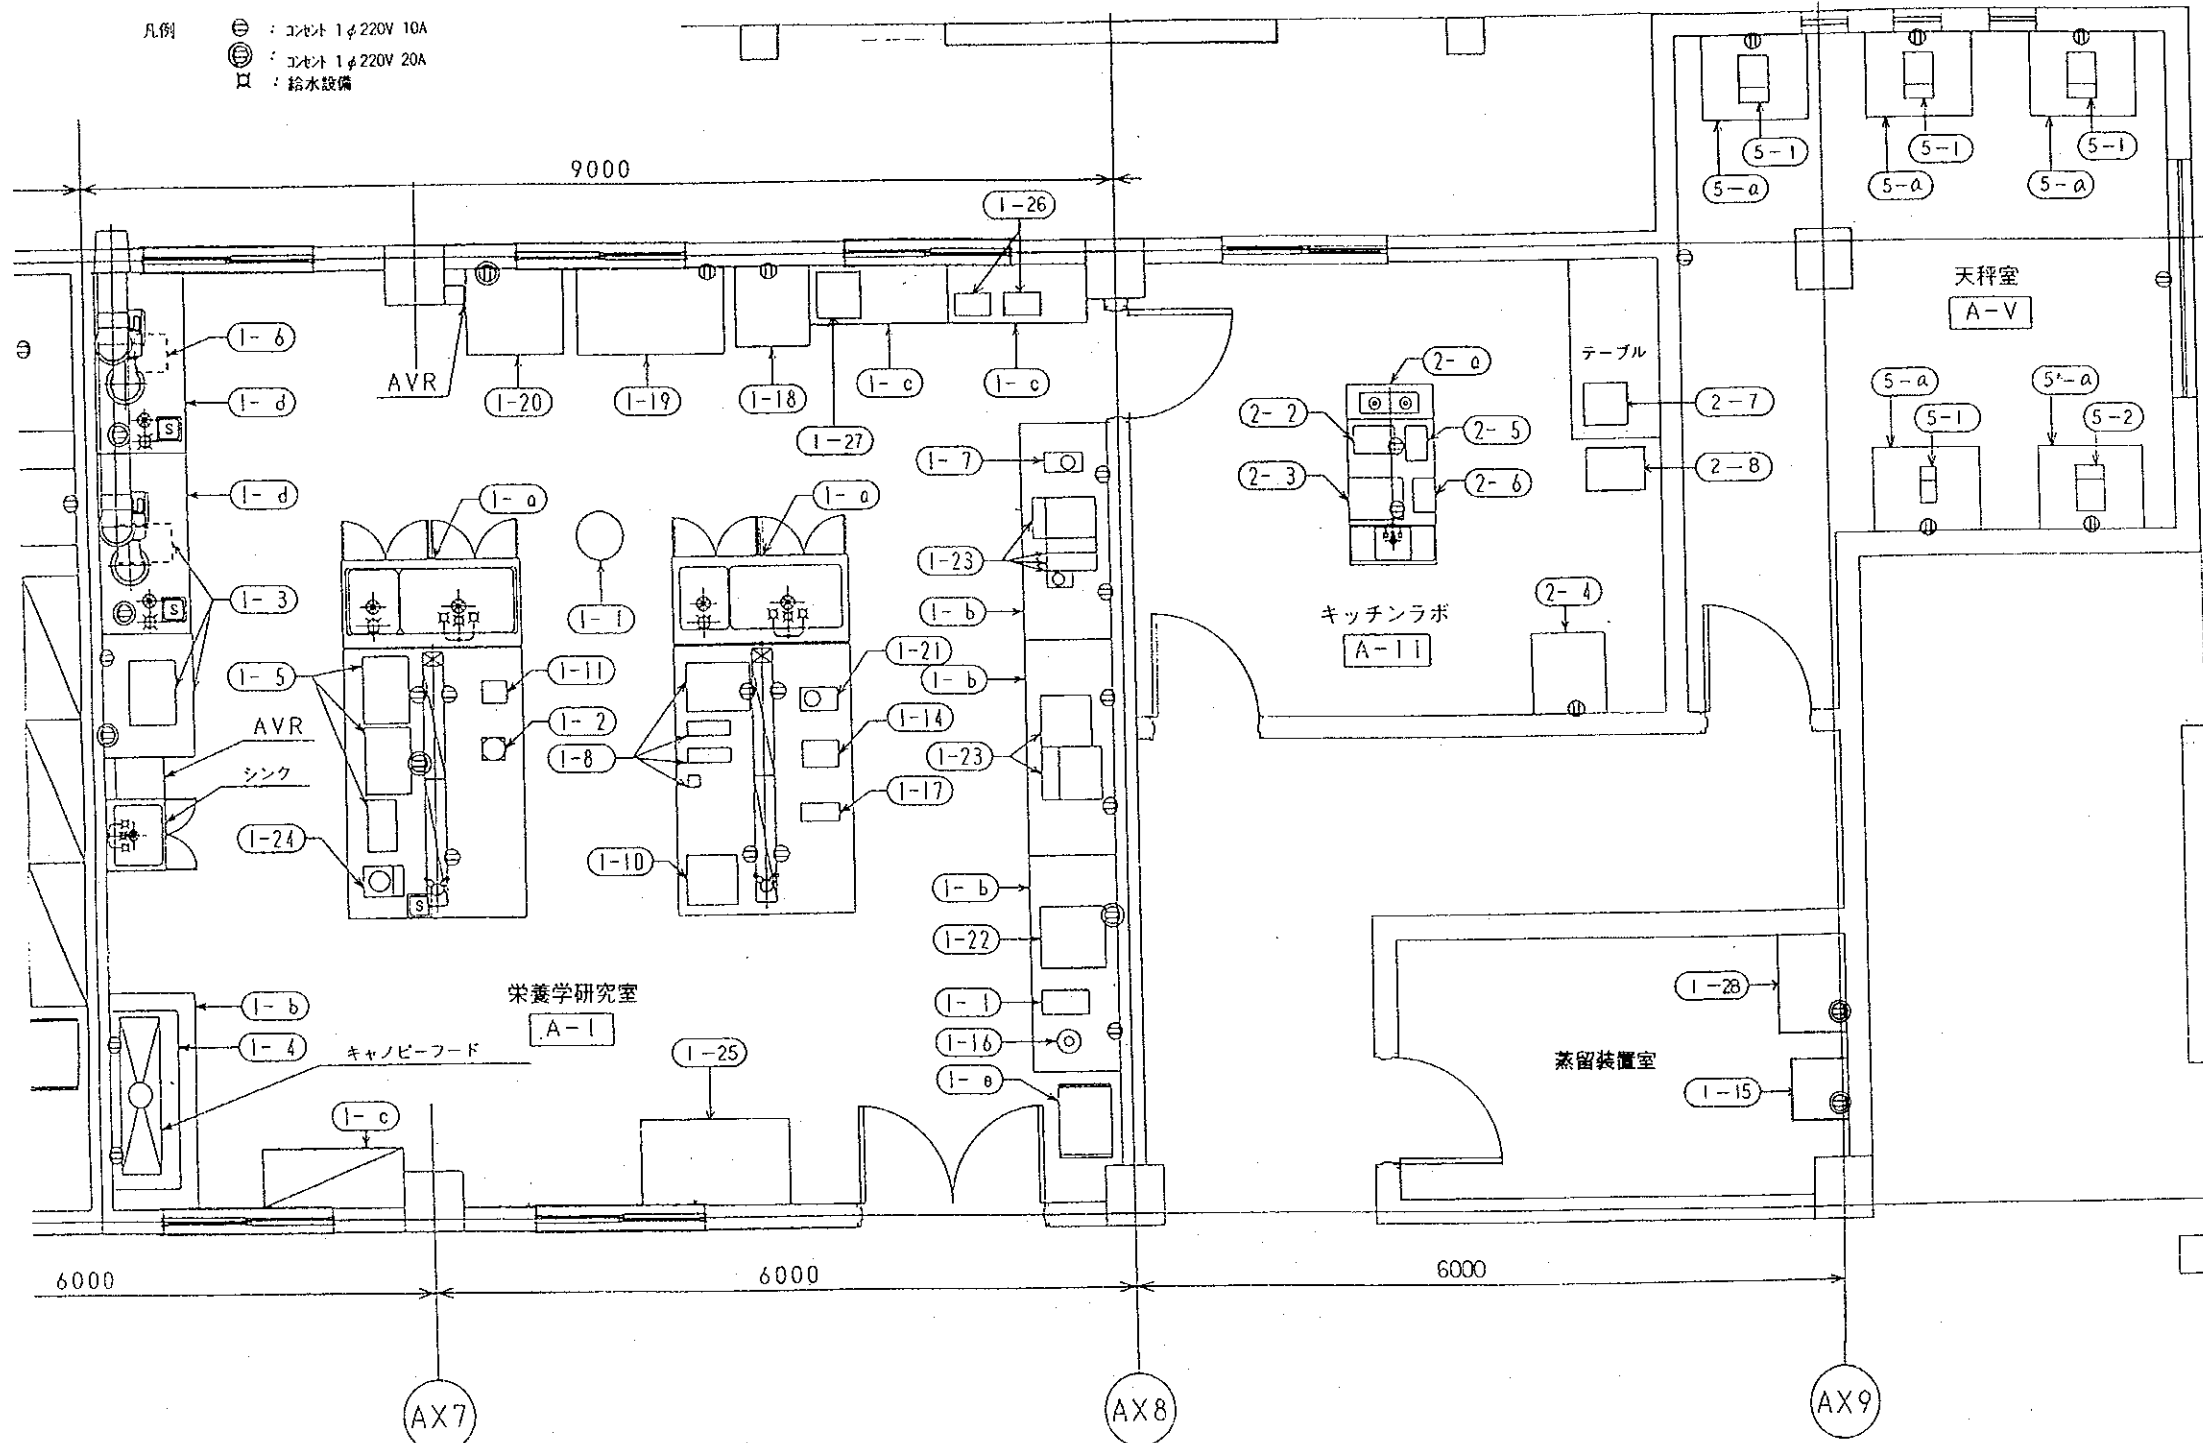 凡例
: コンセント 1φ220V 10A
: コンセント 1φ220V 20A
: 給水設備
9000
1-26
5-1
5-1
5-1
5-a
5-a
5-a
天秤室
A-V
1-6
AVR
1-d
1-20
1-19
1-18
1-c
1-c
1-27
2-a
テーブル
2-2
2-5
2-7
2-3
2-6
2-8
5-a
5*-a
5-1
5-2
S
1-d
1-a
1-a
1-7
1-23
1-3
S
1-1
1-b
キッチンラボ
A-II
2-4
1-5
1-11
1-21
1-b
AVR
1-2
1-14
1-8
1-23
シンク
1-17
1-24
1-10
S
1-b
1-22
1-b
栄養学研究室
A-I
1-1
1-28
1-4
キャノピーフード
1-25
1-16
蒸留装置室
1-e
1-15
1-c
6000
6000
6000
AX7
AX8
AX9